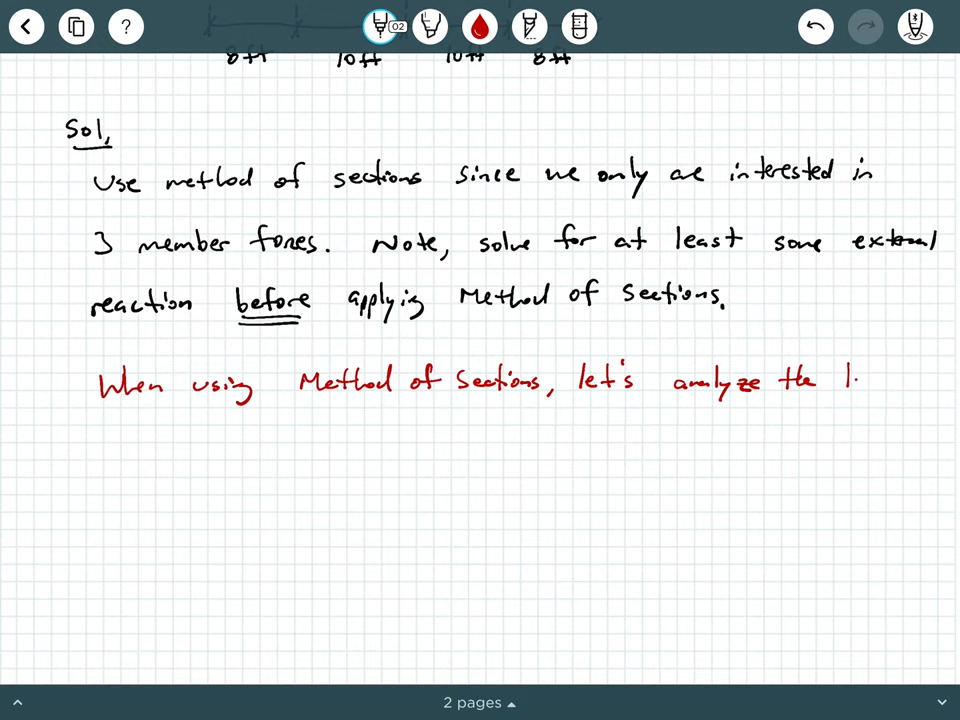 ?
02
8 ft 10 ft 10 ft 8 ft
Sol,
Use method of sections since we only are interested in
3 member forces. Note, solve for at least some external
reaction before applying Method of Sections.
When using Method of Sections, let's analyze the
2 pages